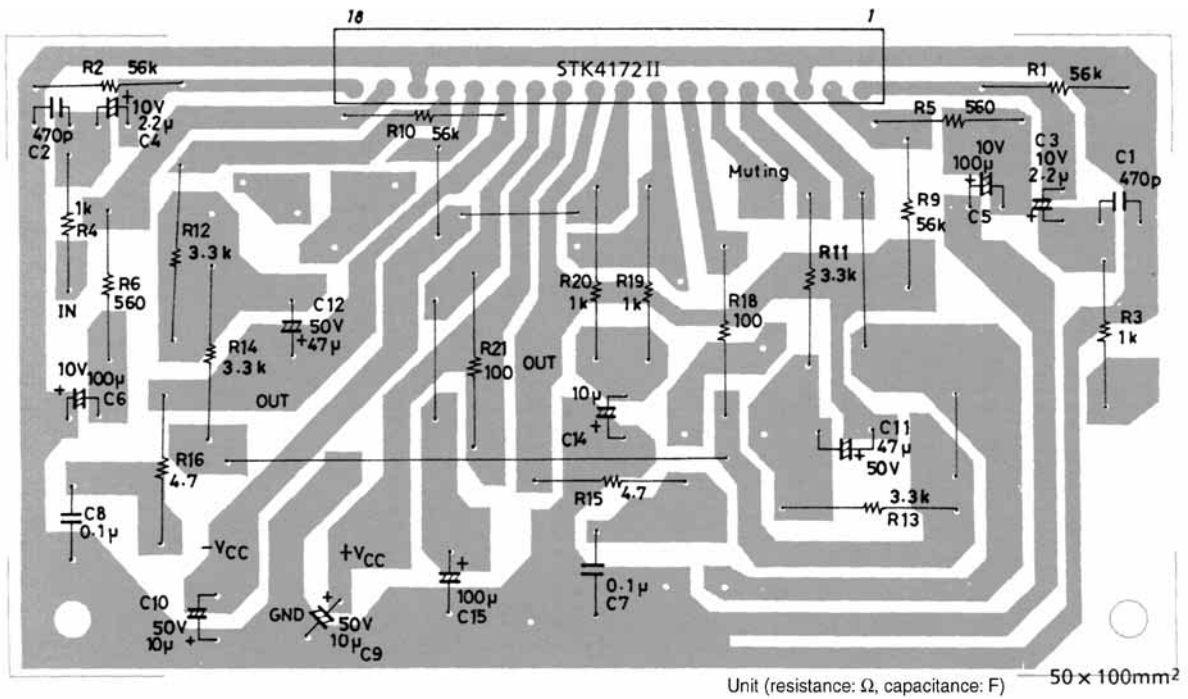 18
1
STK4172II
R2 56k
10V
2.2μ
C4
470p
C2
R10 56k
R1 56k
R5 560
10V
100μ
C5
C3
10V
2.2μ
C1
470p
Muting
1k
R4
R12
3.3k
R9
56k
R11
3.3k
IN
R6
560
C12
50V
47μ
R20
1k
R19
1k
R18
100
R3
1k
R14
3.3k
R21
100
OUT
10V
100μ
C6
OUT
10μ
C14
C11
47μ
50V
R16
4.7
R15 4.7
3.3k
R13
C8
0.1μ
-VCC
+VCC
C10
50V
10μ
GND
50V
10μ
C9
100μ
C15
0.1μ
C7
50 × 100mm²
Unit (resistance: Ω, capacitance: F)